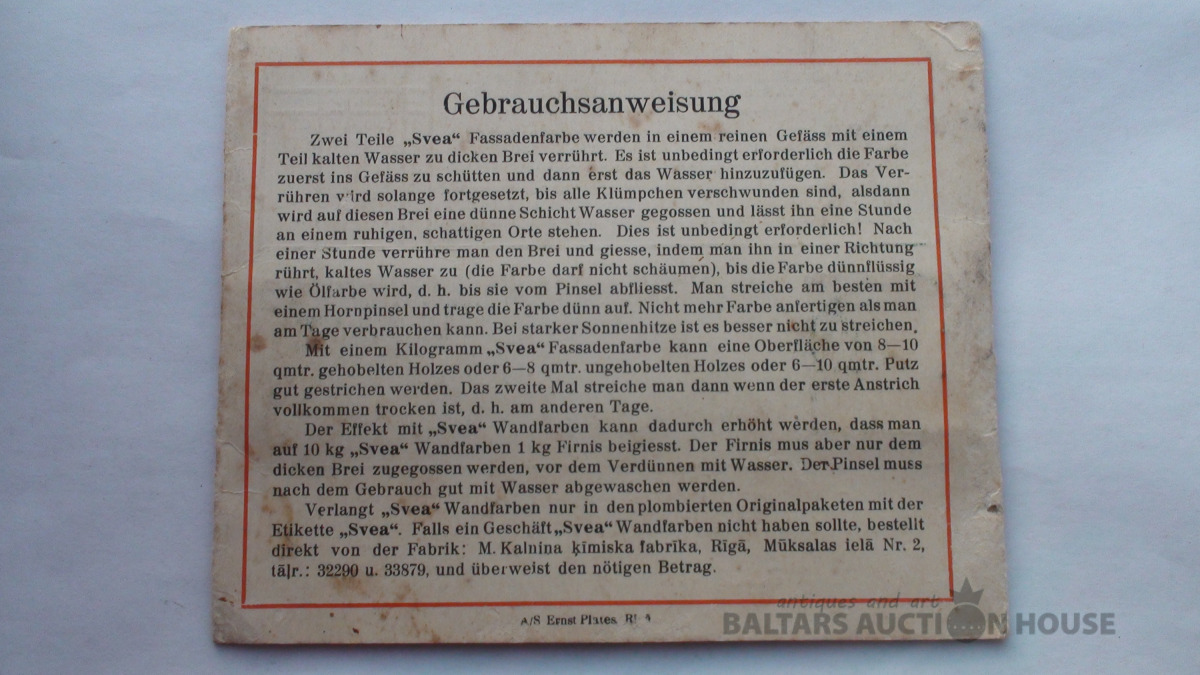 Gebrauchsanweisung
Zwei Teile „Svea“ Fassadenfarbe werden in einem reinen Gefäss mit einem
Teil kalten Wasser zu dicken Brei verrührt. Es ist unbedingt erforderlich die Farbe
zuerst ins Gefäss zu schütten und dann erst das Wasser hinzuzufügen. Das Ver-
rühren wird solange fortgesetzt, bis alle Klümpchen verschwunden sind, alsdann
wird auf diesen Brei eine dünne Schicht Wasser gegossen und lässt ihn eine Stunde
an einem ruhigen, schattigen Orte stehen. Dies ist unbedingt erforderlich! Nach
einer Stunde verrühre man den Brei und giesse, indem man ihn in einer Richtung
rührt, kaltes Wasser zu (die Farbe darf nicht schäumen), bis die Farbe dünnflüssig
wie Ölfarbe wird, d. h. bis sie vom Pinsel abfliesst. Man streiche am besten mit
einem Hornpinsel und trage die Farbe dünn auf. Nicht mehr Farbe anfertigen als man
am Tage verbrauchen kann. Bei starker Sonnenhitze ist es besser nicht zu streichen.
Mit einem Kilogramm „Svea“ Fassadenfarbe kann eine Oberfläche von 8—10
qmtr. gehobelten Holzes oder 6—8 qmtr. ungehobelten Holzes oder 6—10 qmtr. Putz
gut gestrichen werden. Das zweite Mal streiche man dann wenn der erste Anstrich
vollkommen trocken ist, d. h. am anderen Tage.
Der Effekt mit „Svea“ Wandfarben kann dadurch erhöht werden, dass man
auf 10 kg „Svea“ Wandfarben 1 kg Firnis beigiesst. Der Firnis mus aber nur dem
dicken Brei zugegossen werden, vor dem Verdünnen mit Wasser. Der Pinsel muss
nach dem Gebrauch gut mit Wasser abgewaschen werden.
Verlangt „Svea“ Wandfarben nur in den plombierten Originalpaketen mit der
Etikette „Svea“. Falls ein Geschäft „Svea“ Wandfarben nicht haben sollte, bestellt
direkt von der Fabrik: M. Kalnina ķīmiska fabrīka, Rīgā, Mūksalas ielā Nr. 2,
tāļr.: 32290 u. 33879, und überweist den nötigen Betrag.
A/S Ernst Plates,
antiques and art
BALTARS AUCTION HOUSE